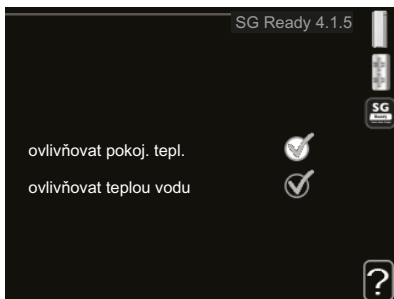 SG Ready 4.1.5
SG
Ready
ovlivňovat pokoj. tepl.
ovlivňovat teplou vodu
?